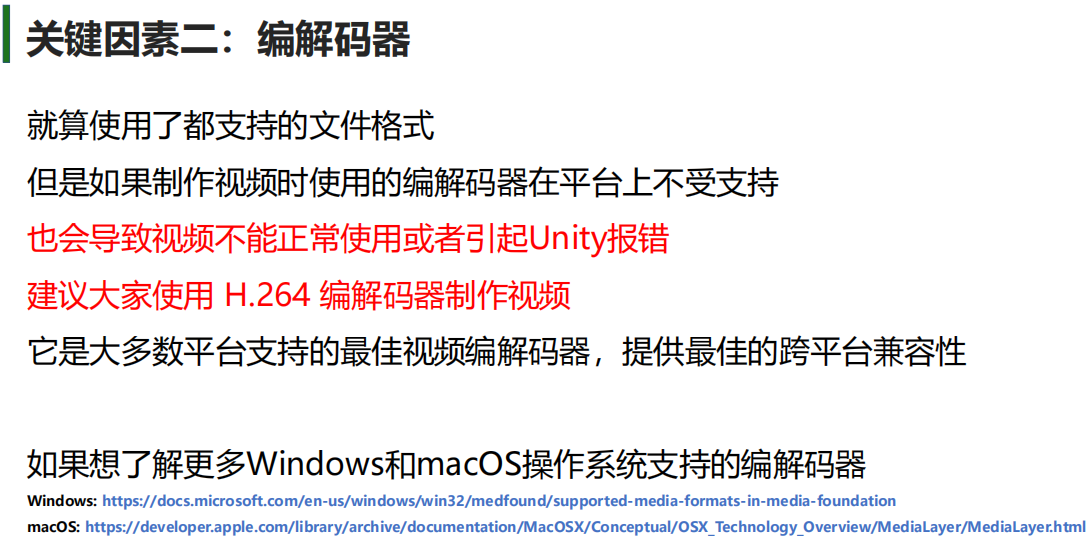 关键因素二：编解码器
就算使用了都支持的文件格式
但是如果制作视频时使用的编解码器在平台上不受支持
也会导致视频不能正常使用或者引起Unity报错
建议大家使用 H.264 编解码器制作视频
它是大多数平台支持的最佳视频编解码器，提供最佳的跨平台兼容性
如果想了解更多Windows和macOS操作系统支持的编解码器
Windows: https://docs.microsoft.com/en-us/windows/win32/medfound/supported-media-formats-in-media-foundation
macOS: https://developer.apple.com/library/archive/documentation/MacOSX/Conceptual/OSX_Technology_Overview/MediaLayer/MediaLayer.html